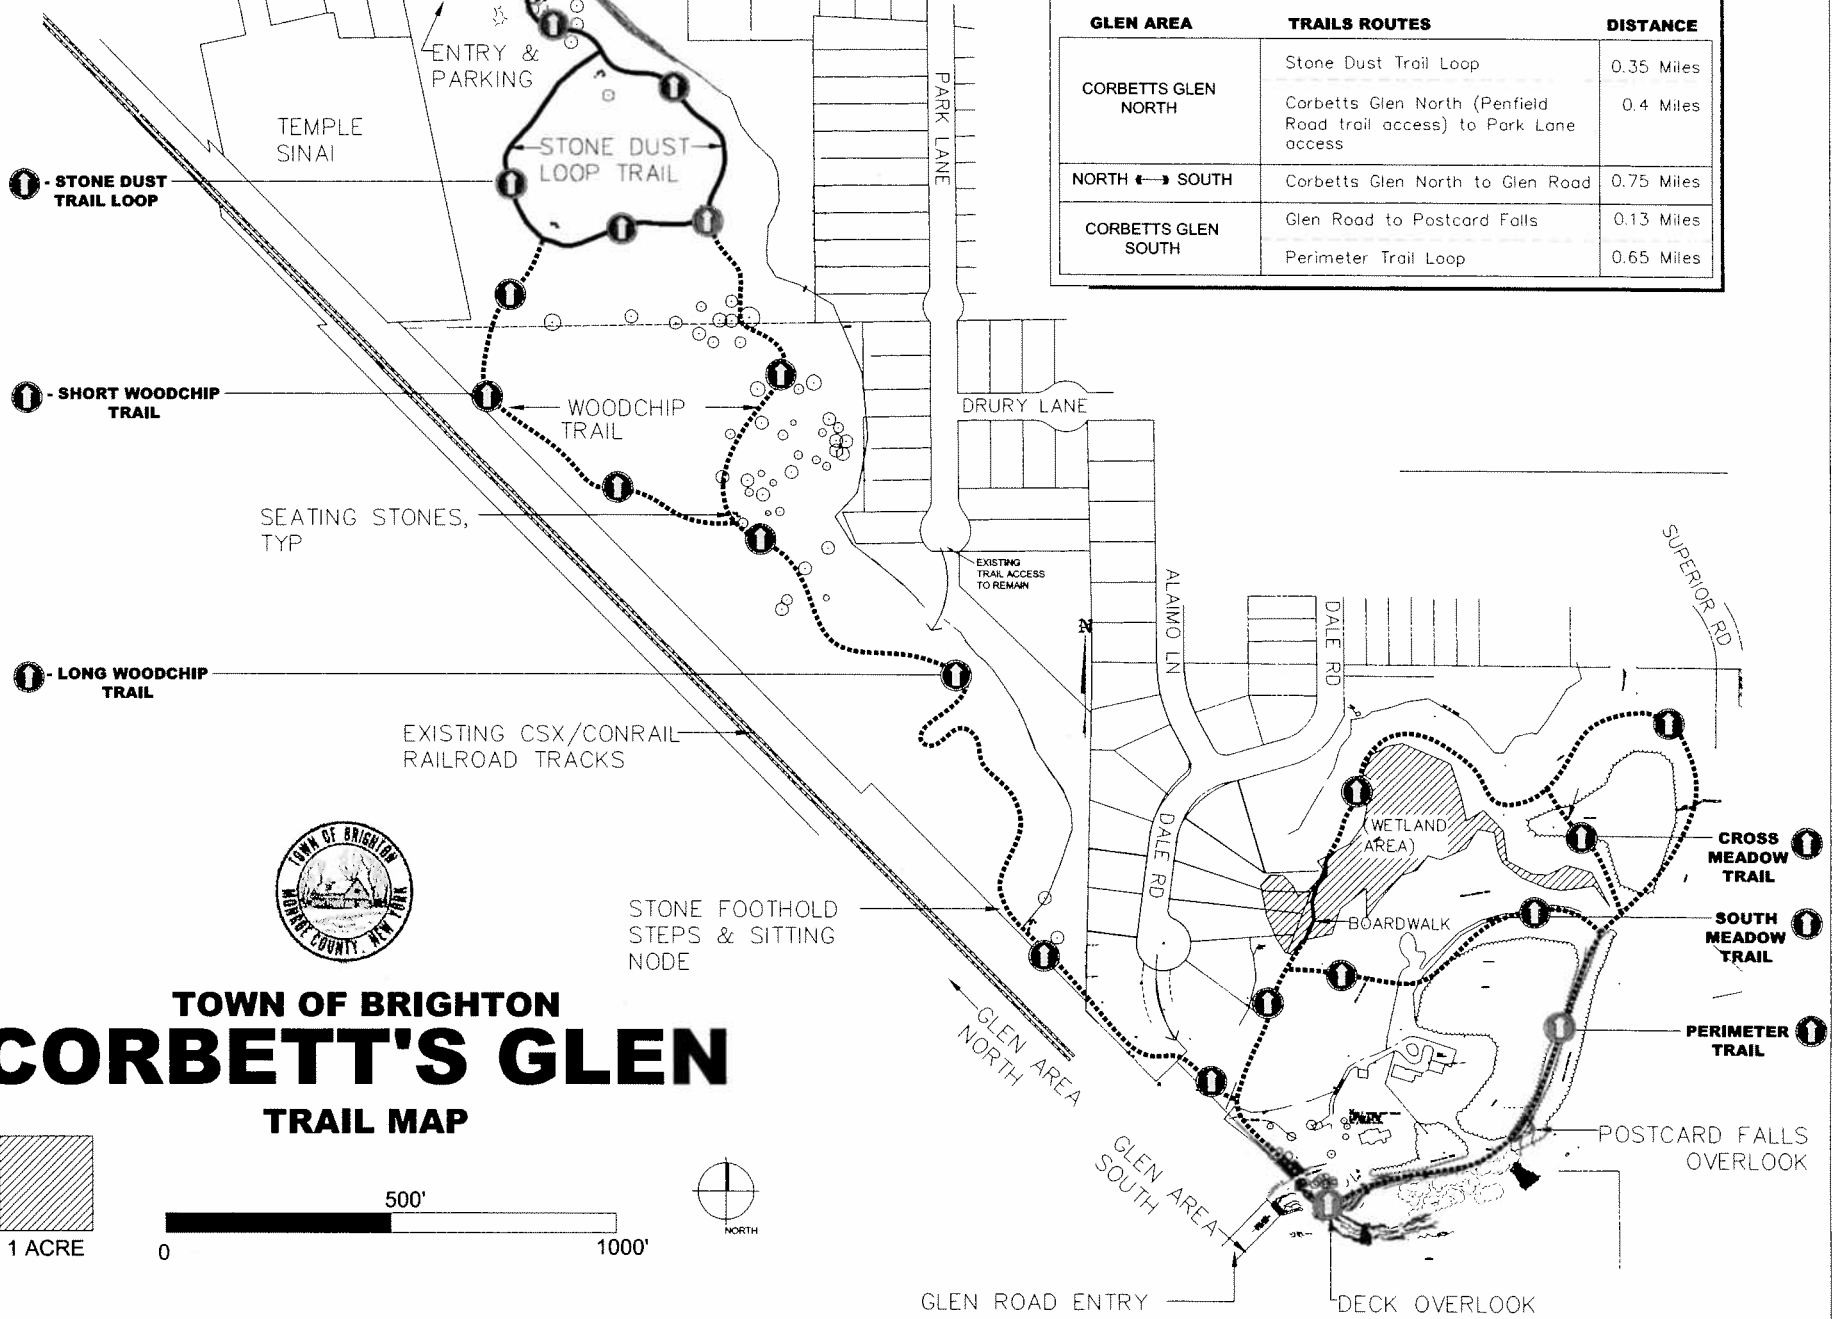 GLEN AREA TRAILS ROUTES DISTANCE
CORBETTS GLEN
NORTH
Stone Dust Trail Loop 0.35 Miles
Corbetts Glen North (Penfield
Road trail access) to Park Lane
access
0.4 Miles
NORTH SOUTH Corbetts Glen North to Glen Road 0.75 Miles
CORBETTS GLEN
SOUTH
Glen Road to Postcard Falls 0.13 Miles
Perimeter Trail Loop 0.65 Miles
ENTRY &
PARKING
TEMPLE
SINAI
STONE DUST
LOOP TRAIL
PARK LANE
- STONE DUST
TRAIL LOOP
- SHORT WOODCHIP
TRAIL
WOODCHIP
TRAIL
DRURY LANE
SEATING STONES,
TYP
EXISTING
TRAIL ACCESS
TO REMAIN
ALAIMO LN
DALE RD
SUPERIOR RD
N
- LONG WOODCHIP
TRAIL
EXISTING CSX/CONRAIL
RAILROAD TRACKS
DALE RD
(WETLAND
AREA)
CROSS
MEADOW
TRAIL
BOARDWALK
SOUTH
MEADOW
TRAIL
STONE FOOTHOLD
STEPS & SITTING
NODE
TOWN OF BRIGHTON
MONROE COUNTY, NEW YORK
GLEN AREA
NORTH
PERIMETER
TRAIL
TOWN OF BRIGHTON
CORBETT'S GLEN
TRAIL MAP
POSTCARD FALLS
OVERLOOK
GLEN AREA
SOUTH
1 ACRE
500'
0
1000'
NORTH
GLEN ROAD ENTRY
DECK OVERLOOK